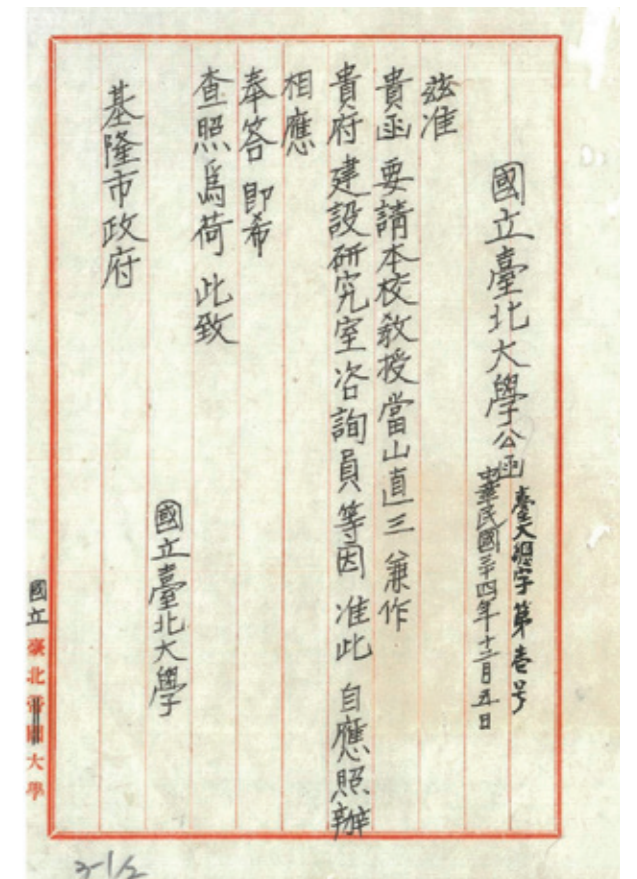 國立臺北大學公函
臺大總字第壹号
中華民國三十四年十二月五日
茲准
貴函 要請本校教授當山直三 兼作
貴府 建設研究室咨詢員等因 准此 自應照辦
相應
奉答 即希
查照為荷 此致
國立臺北大學
基隆市政府
國立臺北帝國大學
3-1/2